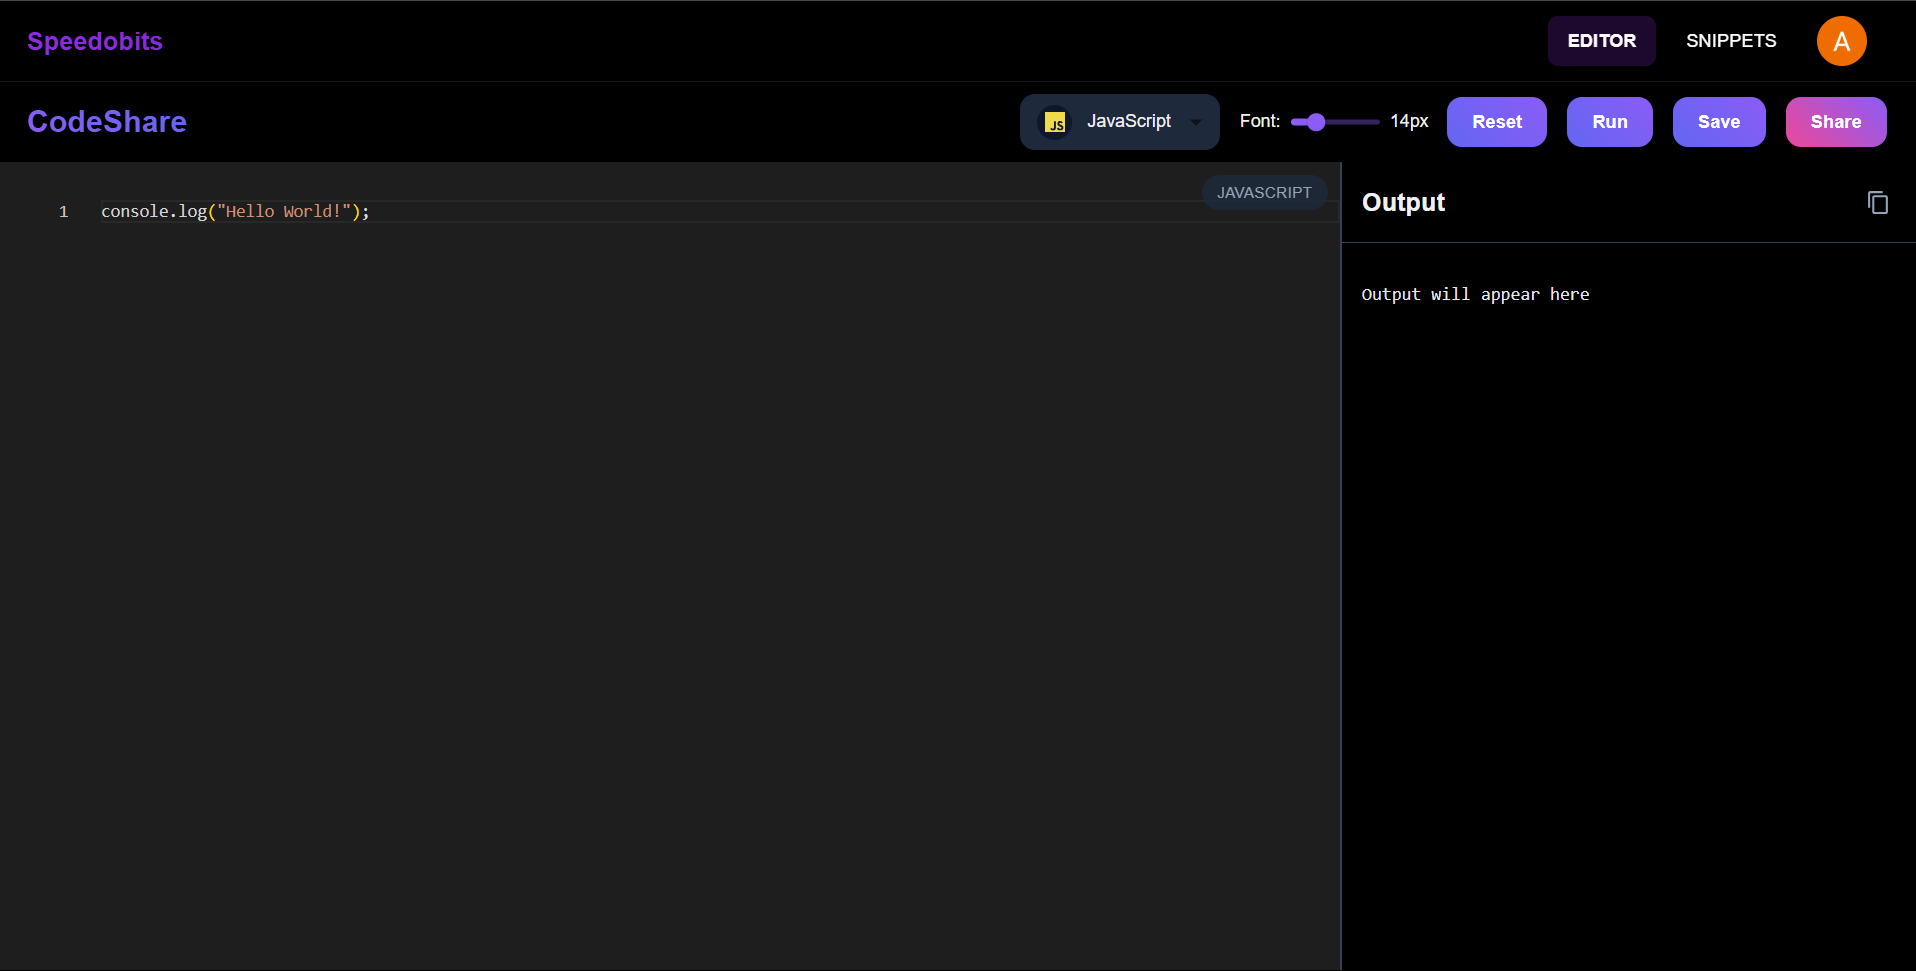 Speedobits
EDITOR SNIPPETS A
CodeShare
JS JavaScript Font: 14px Reset Run Save Share
JAVASCRIPT
1 console.log("Hello World!");
Output
Output will appear here